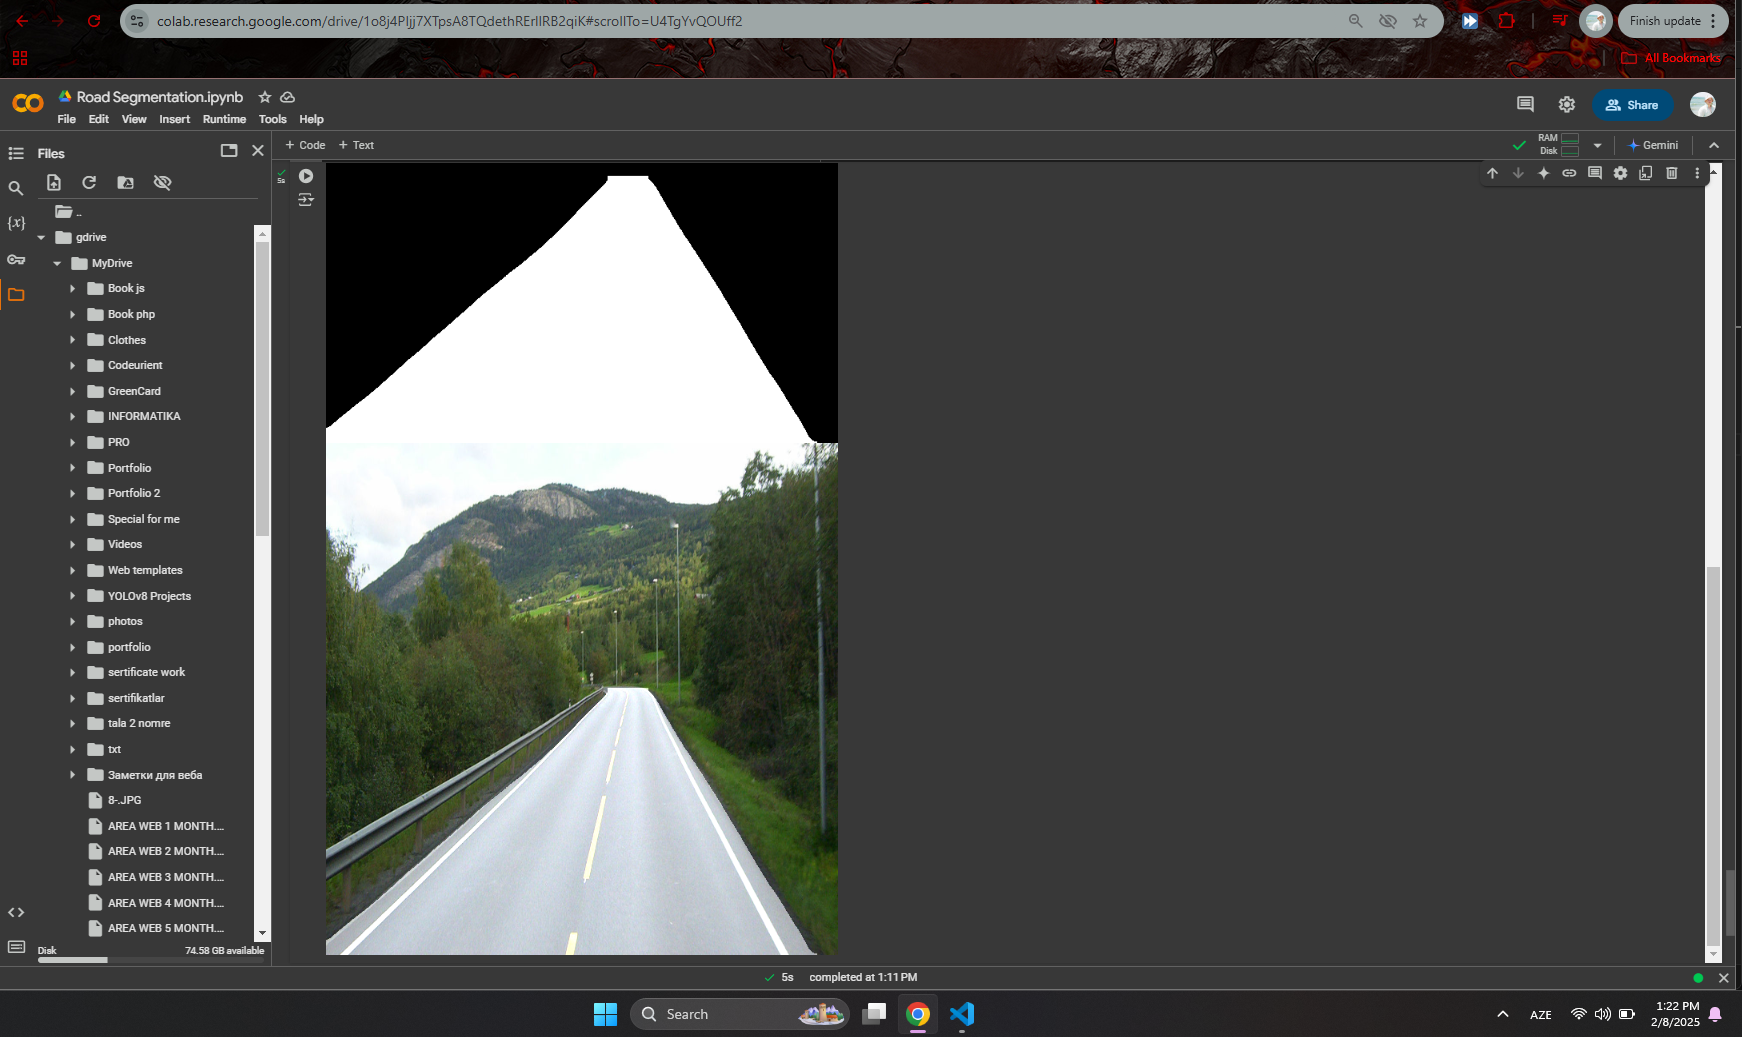 colab.research.google.com/drive/1o8j4PIjj7XTpsA8TQdethRErlIRB2qiK#scrollTo=U4TgYvQOUff2
Finish update
All Bookmarks
Road Segmentation.ipynb
File Edit View Insert Runtime Tools Help
Share
Files
+ Code + Text
RAM
Disk
Gemini
5s
..
{x}
gdrive
MyDrive
Book js
Book php
Clothes
Codeurient
GreenCard
INFORMATIKA
PRO
Portfolio
Portfolio 2
Special for me
Videos
Web templates
YOLOv8 Projects
photos
portfolio
sertificate work
sertifikatlar
tala 2 nomre
txt
Заметки для веба
8-.JPG
AREA WEB 1 MONTH....
AREA WEB 2 MONTH....
AREA WEB 3 MONTH....
AREA WEB 4 MONTH....
AREA WEB 5 MONTH....
Disk
74.58 GB available
5s completed at 1:11 PM
Search
AZE
1:22 PM
2/8/2025